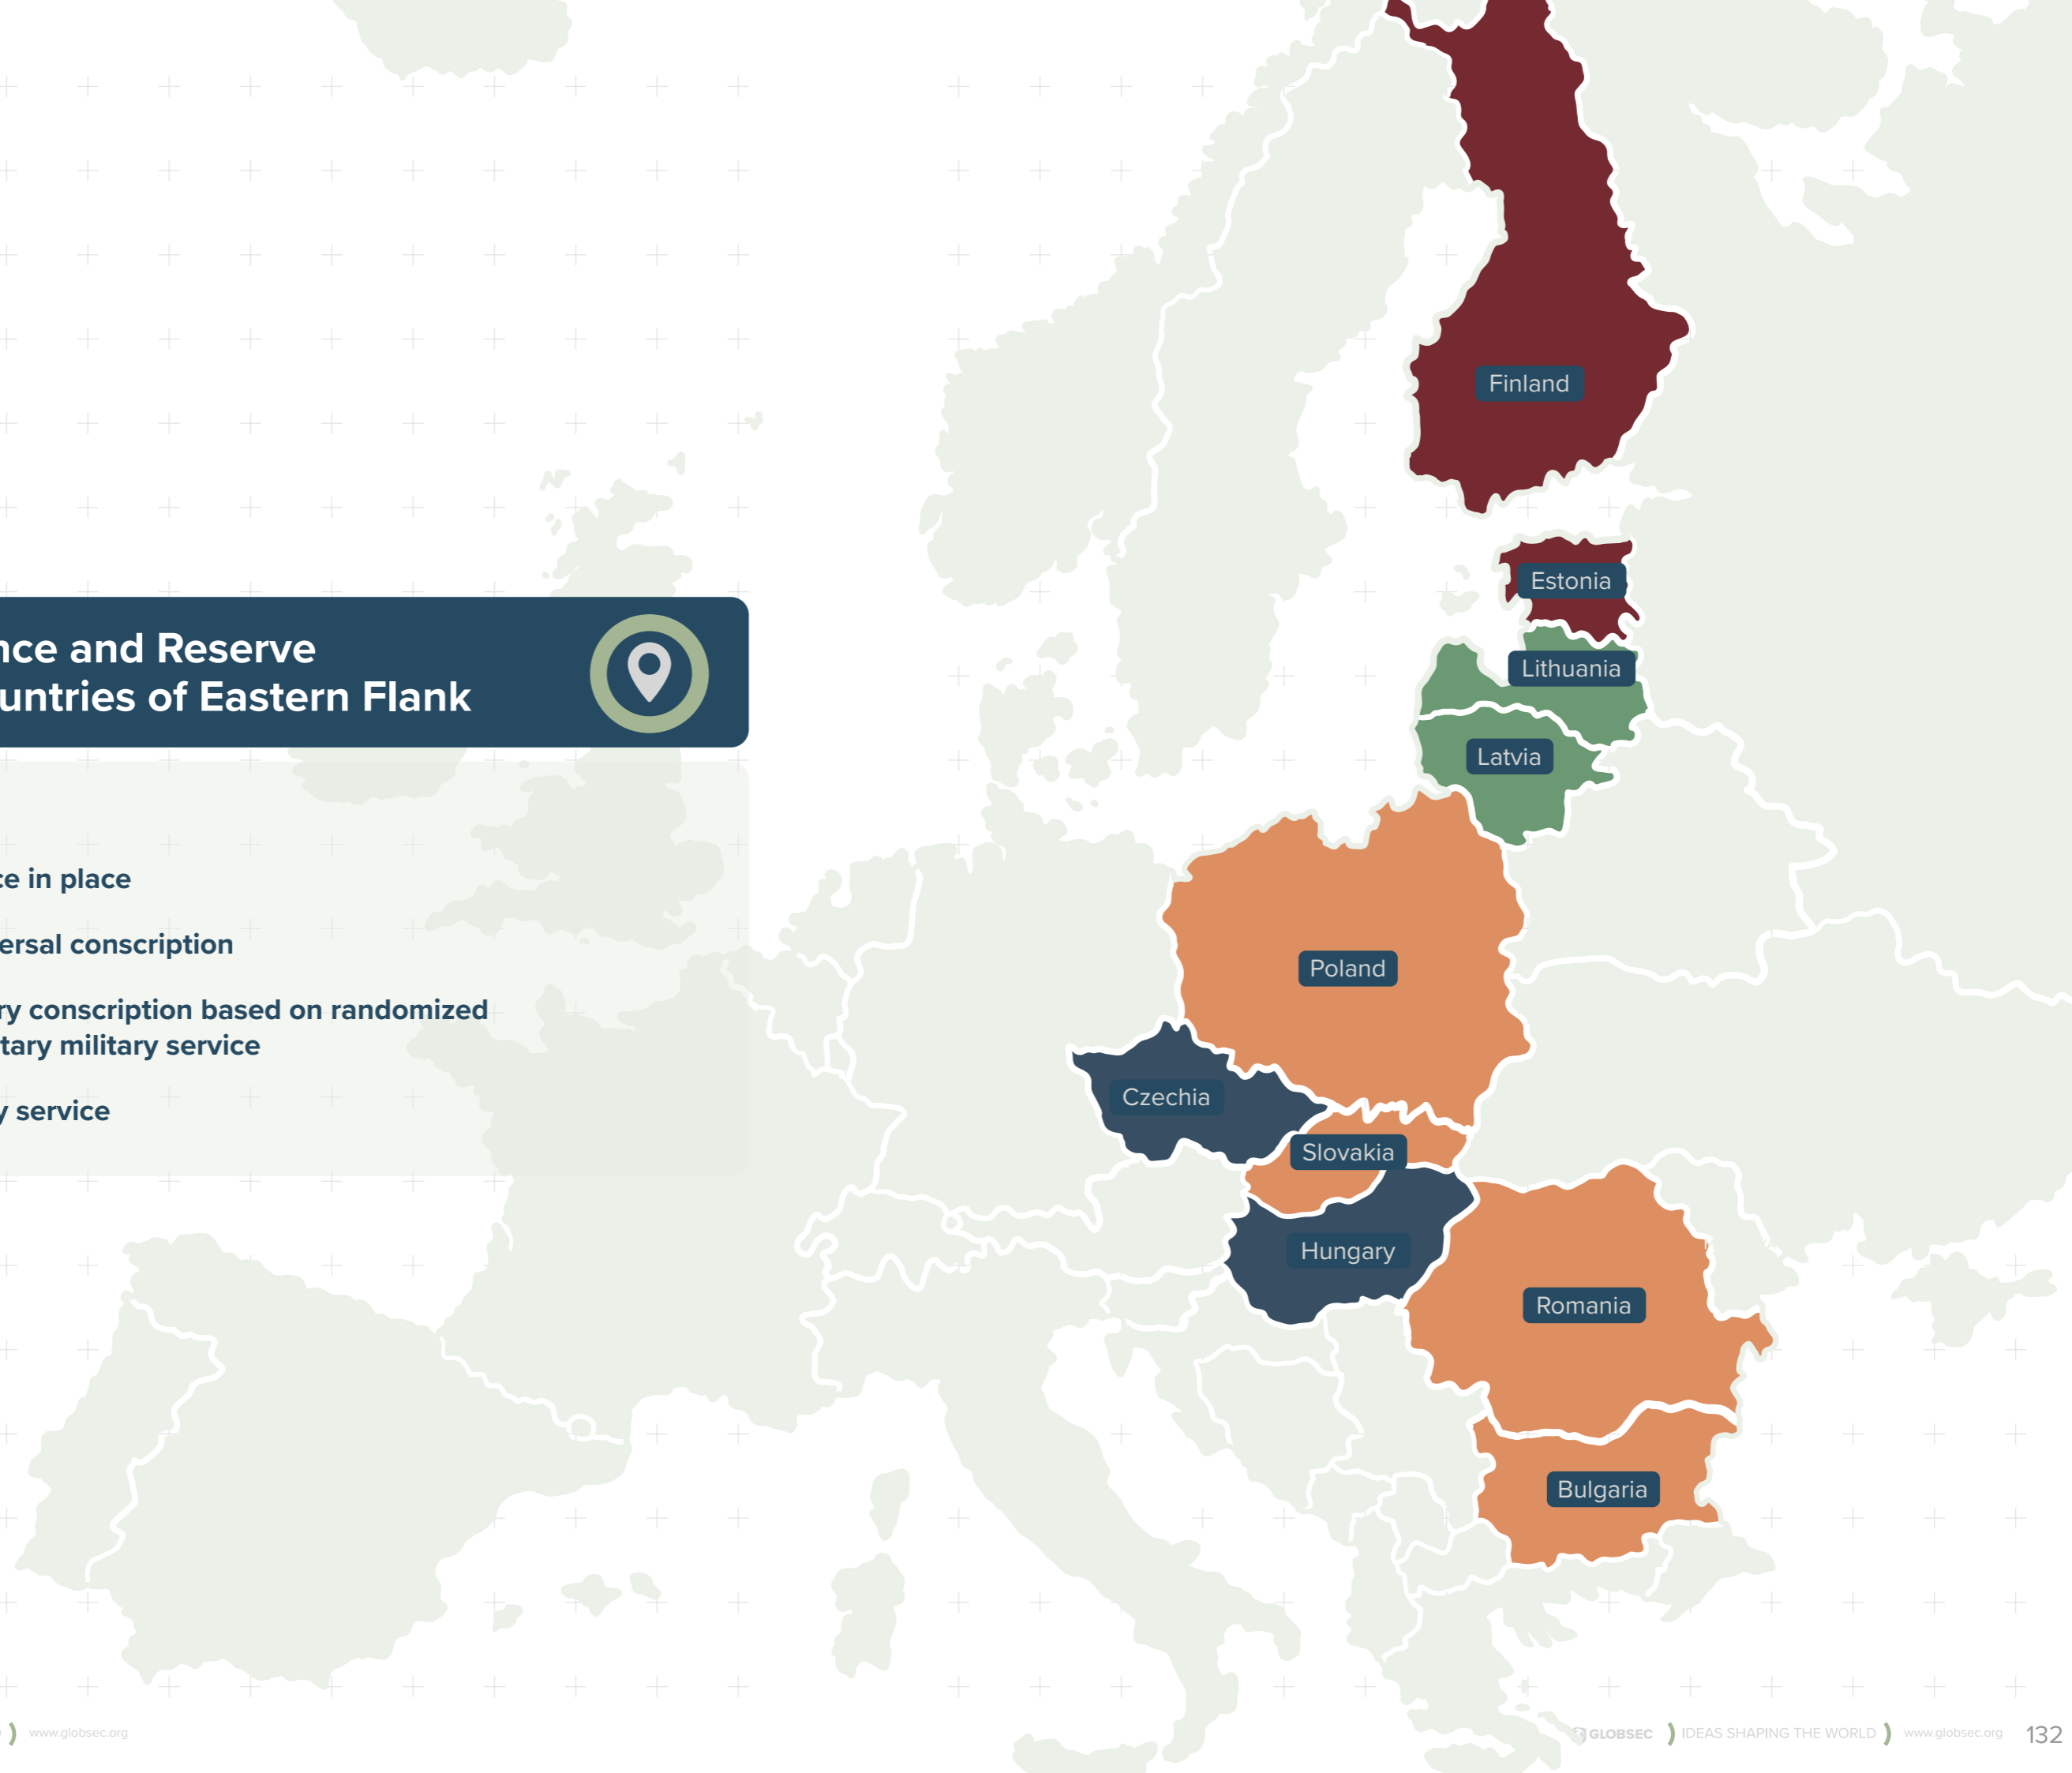 nce and Reserve
untries of Eastern Flank
ce in place
ersal conscription
ry conscription based on randomized
tary military service
y service
Finland
Estonia
Lithuania
Latvia
Poland
Czechia
Slovakia
Hungary
Romania
Bulgaria
) www.globsec.org
GLOBSEC ) IDEAS SHAPING THE WORLD ) www.globsec.org 132